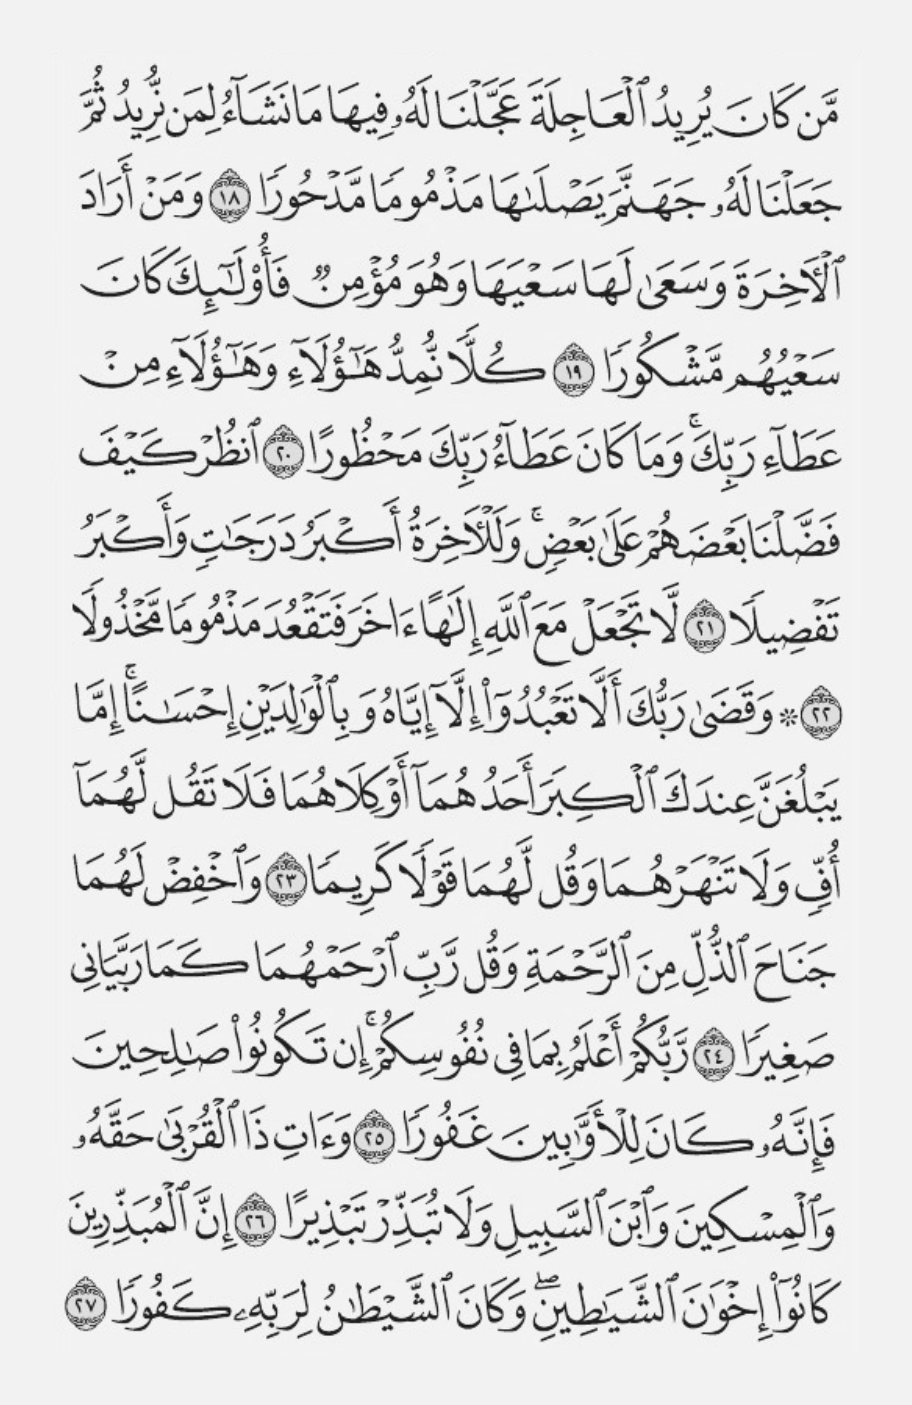 مَّن كَانَ يُرِيدُ ٱلْعَاجِلَةَ عَجَّلْنَا لَهُۥ فِيهَا مَا نَشَآءُ لِمَن نُّرِيدُ ثُمَّ
جَعَلْنَا لَهُۥ جَهَنَّمَ يَصْلَىٰهَا مَذْمُومًا مَّدْحُورًا ١٨ وَمَنْ أَرَادَ
ٱلْأَخِرَةَ وَسَعَىٰ لَهَا سَعْيَهَا وَهُوَ مُؤْمِنٌ فَأُو۟لَـٰٓئِكَ كَانَ
سَعْيُهُم مَّشْكُورًا ١٩ كُلًّا نُّمِدُّ هَـٰٓؤُلَآءِ وَهَـٰٓؤُلَآءِ مِنْ
عَطَآءِ رَبِّكَ ۚ وَمَا كَانَ عَطَآءُ رَبِّكَ مَحْظُورًا ٢٠ ٱنظُرْ كَيْفَ
فَضَّلْنَا بَعْضَهُمْ عَلَىٰ بَعْضٍ ۚ وَلَلْأَخِرَةُ أَكْبَرُ دَرَجَـٰتٍ وَأَكْبَرُ
تَفْضِيلًا ٢١ لَّا تَجْعَلْ مَعَ ٱللَّهِ إِلَـٰهًا ءَاخَرَ فَتَقْعُدَ مَذْمُومًا مَّخْذُولًا
٢٢ ۞ وَقَضَىٰ رَبُّكَ أَلَّا تَعْبُدُوٓا۟ إِلَّآ إِيَّاهُ وَبِٱلْوَٰلِدَيْنِ إِحْسَـٰنًا ۚ إِمَّا
يَبْلُغَنَّ عِندَكَ ٱلْكِبَرَ أَحَدُهُمَآ أَوْ كِلَاهُمَا فَلَا تَقُل لَّهُمَآ
أُفٍّ وَلَا تَنْهَرْهُمَا وَقُل لَّهُمَا قَوْلًا كَرِيمًا ٢٣ وَٱخْفِضْ لَهُمَا
جَنَاحَ ٱلذُّلِّ مِنَ ٱلرَّحْمَةِ وَقُل رَّبِّ ٱرْحَمْهُمَا كَمَا رَبَّيَانِى
صَغِيرًا ٢٤ رَّبُّكُمْ أَعْلَمُ بِمَا فِى نُفُوسِكُمْ ۚ إِن تَكُونُوا۟ صَـٰلِحِينَ
فَإِنَّهُۥ كَانَ لِلْأَوَّٰبِينَ غَفُورًا ٢٥ وَءَاتِ ذَا ٱلْقُرْبَىٰ حَقَّهُۥ
وَٱلْمِسْكِينَ وَٱبْنَ ٱلسَّبِيلِ وَلَا تُبَذِّرْ تَبْذِيرًا ٢٦ إِنَّ ٱلْمُبَذِّرِينَ
كَانُوٓا۟ إِخْوَٰنَ ٱلشَّيَـٰطِينِ ۖ وَكَانَ ٱلشَّيْطَـٰنُ لِرَبِّهِۦ كَفُورًا ٢٧